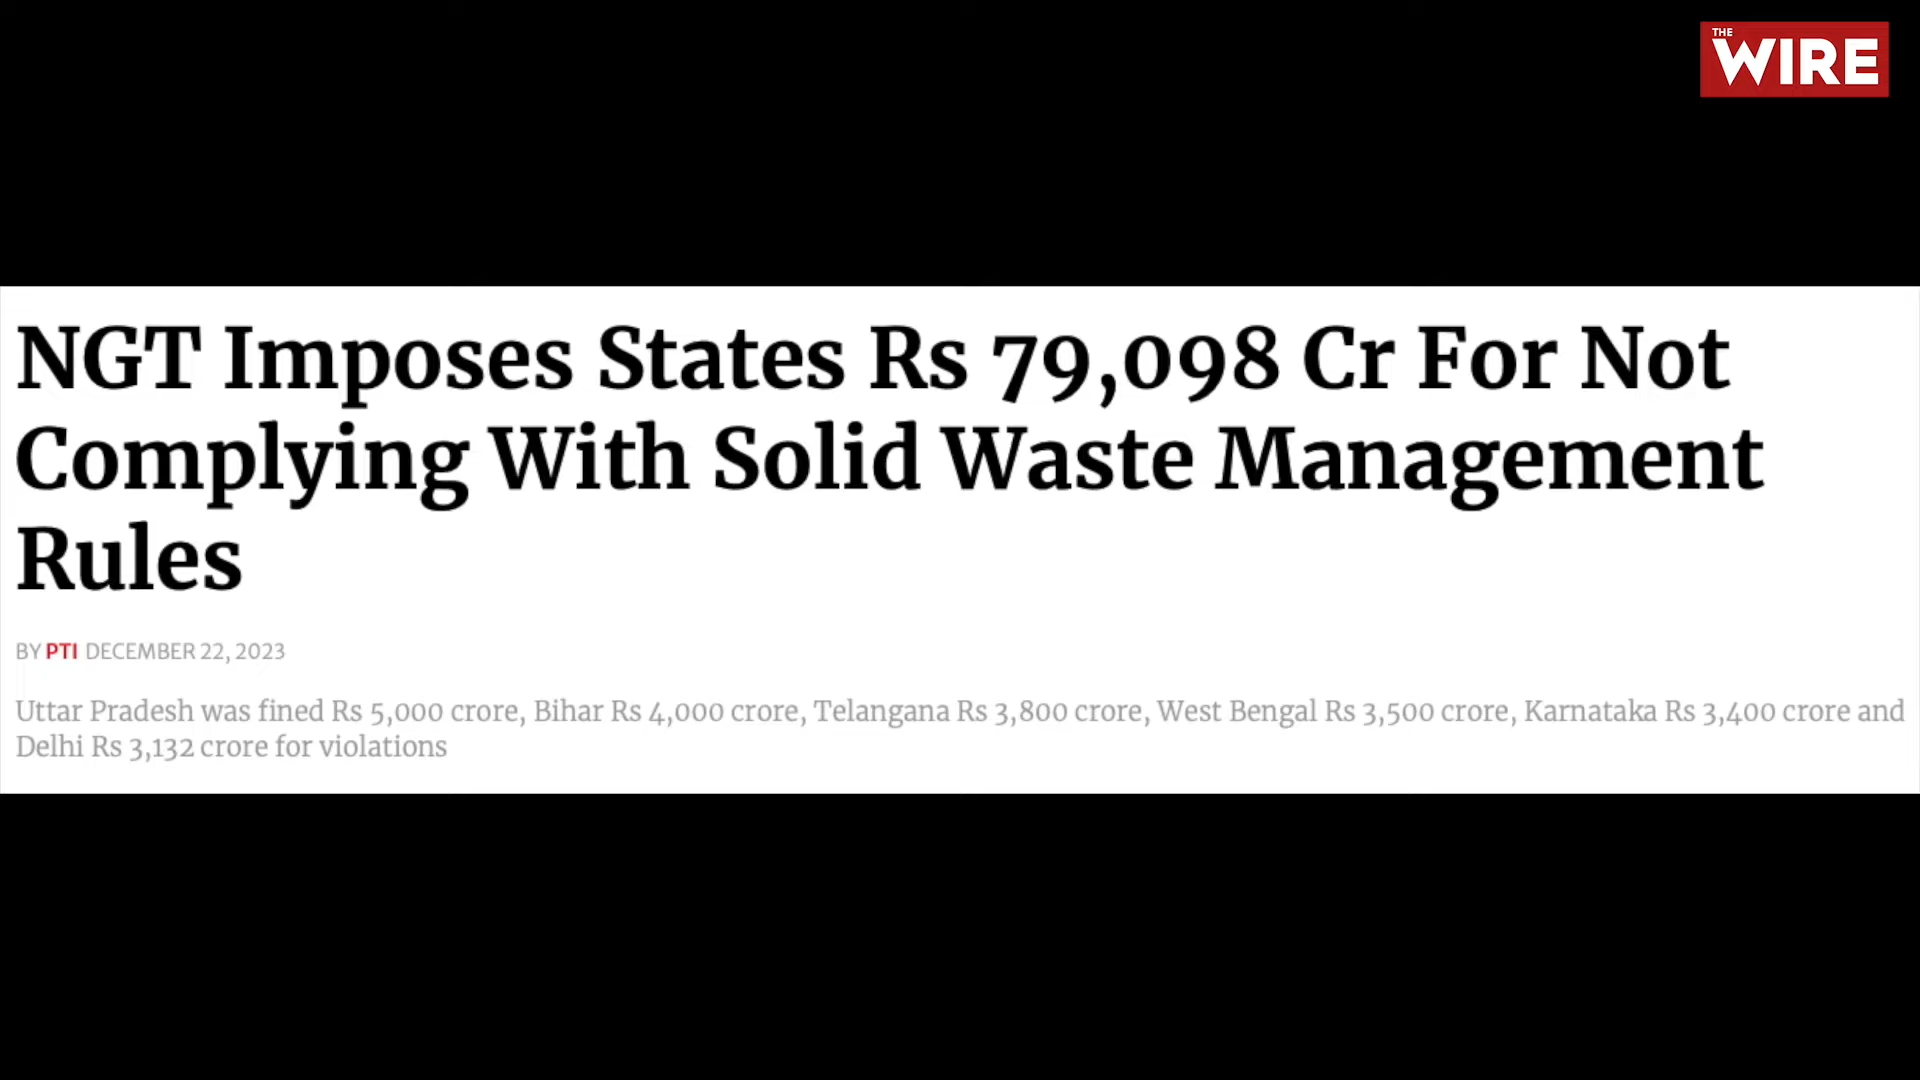 THE
WIRE
NGT Imposes States Rs 79,098 Cr For Not
Complying With Solid Waste Management
Rules
BY PTI DECEMBER 22, 2023
Uttar Pradesh was fined Rs 5,000 crore, Bihar Rs 4,000 crore, Telangana Rs 3,800 crore, West Bengal Rs 3,500 crore, Karnataka Rs 3,400 crore and
Delhi Rs 3,132 crore for violations